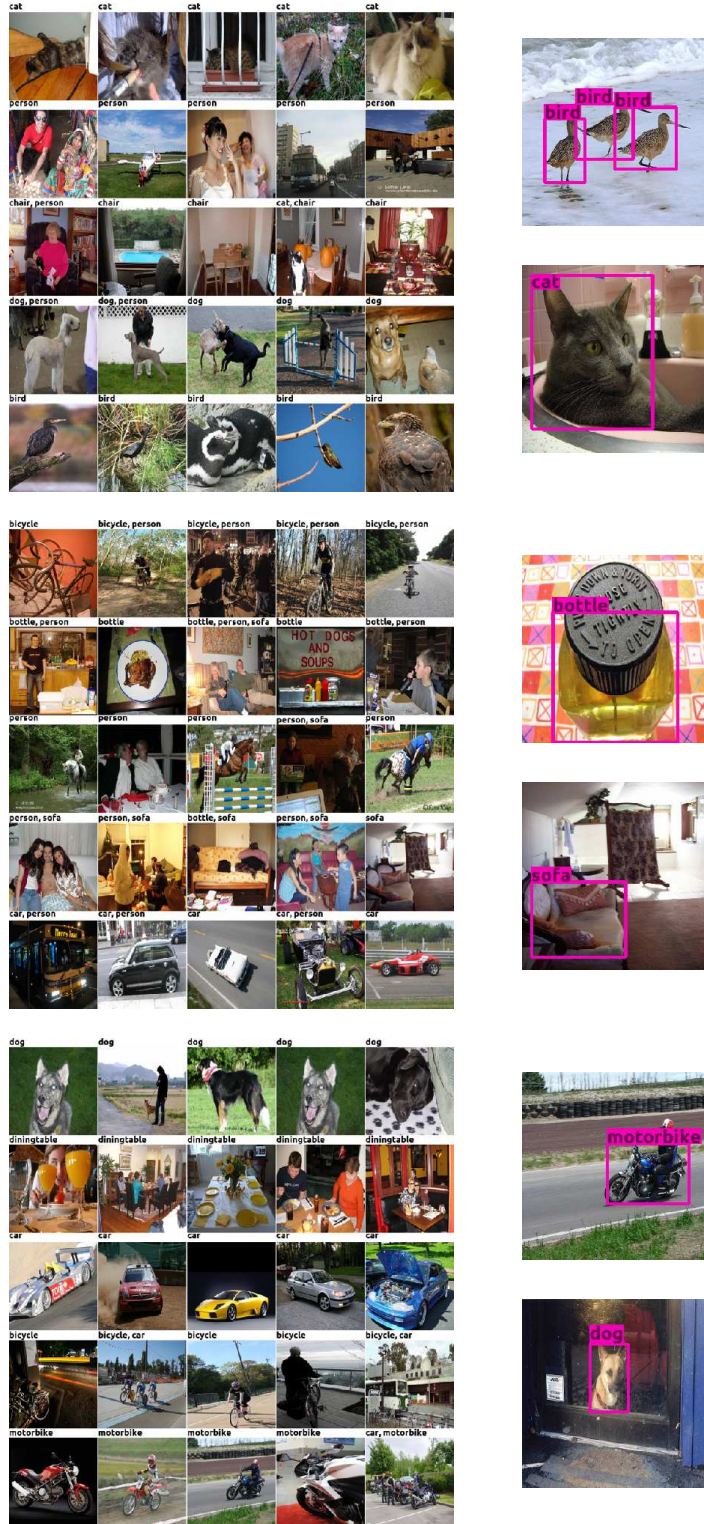 cat cat cat cat cat
person person person person person
chair, person chair chair cat, chair chair
dog, person dog, person dog dog dog
bird bird bird bird bird
bird bird bird
cat
bicycle bicycle, person bicycle, person bicycle, person bicycle, person
bottle, person bottle bottle, person, sofa bottle bottle, person
HOT DOGS
AND
SOUPS
person person person person, sofa person
person, sofa person, sofa bottle, sofa person, sofa sofa
car, person car, person car car, person car
DOWN & TURN
TIGHTLY
TO OPEN
bottle
sofa
dog dog dog dog dog
diningtable diningtable diningtable diningtable diningtable
car car car car car
bicycle bicycle, car bicycle bicycle bicycle, car
motorbike motorbike motorbike motorbike car, motorbike
motorbike
dog